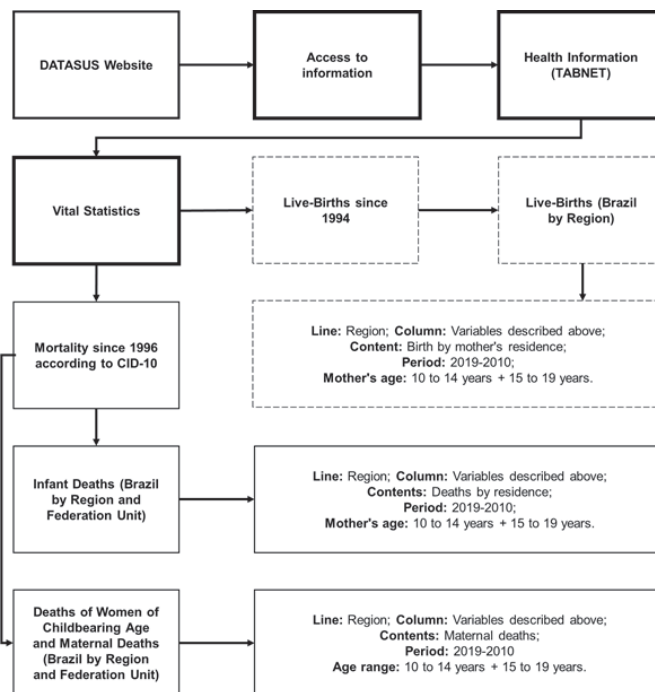 DATASUS Website
Access to
information
Health Information
(TABNET)
Vital Statistics
Live-Births since
1994
Live-Births (Brazil
by Region)
Mortality since 1996
according to CID-10
Line: Region; Column: Variables described above;
Content: Birth by mother's residence;
Period: 2019-2010;
Mother's age: 10 to 14 years + 15 to 19 years.
Infant Deaths (Brazil
by Region and
Federation Unit)
Line: Region; Column: Variables described above;
Contents: Deaths by residence;
Period: 2019-2010;
Mother's age: 10 to 14 years + 15 to 19 years.
Deaths of Women of
Childbearing Age
and Maternal Deaths
(Brazil by Region
and Federation Unit)
Line: Region; Column: Variables described above;
Contents: Maternal deaths;
Period: 2019-2010
Age range: 10 to 14 years + 15 to 19 years.